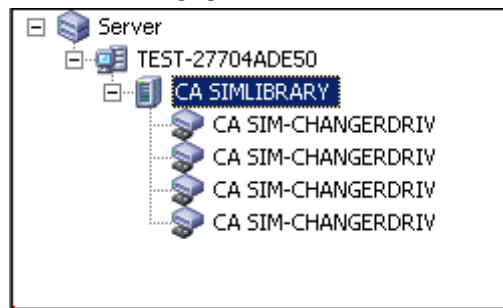 Server
TEST-27704ADE50
CA SIMLIBRARY
CA SIM-CHANGERDRIV
CA SIM-CHANGERDRIV
CA SIM-CHANGERDRIV
CA SIM-CHANGERDRIV